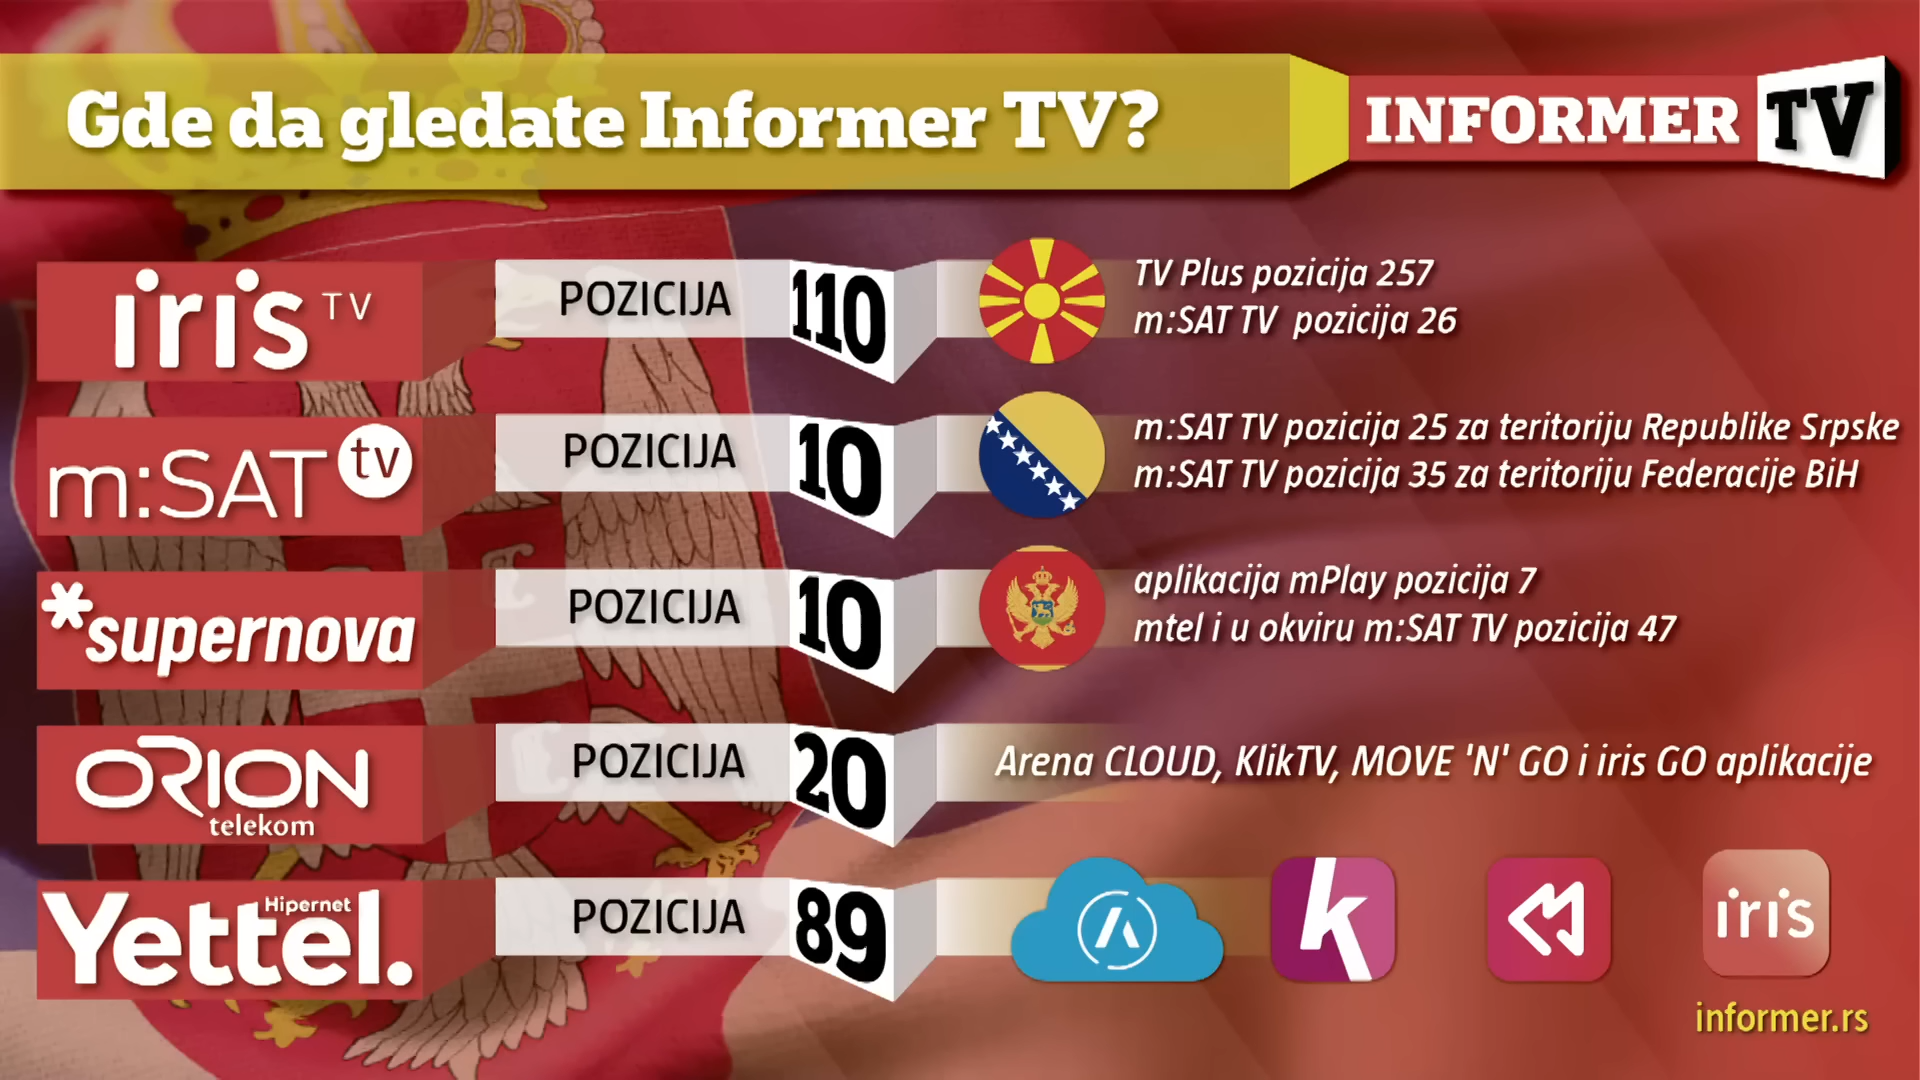 Gde da gledate Informer TV?
INFORMER TV
iris TV
POZICIJA 110
TV Plus pozicija 257
m:SAT TV pozicija 26
m:SAT tv
POZICIJA 10
m:SAT TV pozicija 25 za teritoriju Republike Srpske
m:SAT TV pozicija 35 za teritoriju Federacije BiH
*supernova
POZICIJA 10
aplikacija mPlay pozicija 7
mtel i u okviru m:SAT TV pozicija 47
ORION
telekom
POZICIJA 20
Arena CLOUD, KlikTV, MOVE 'N' GO i iris GO aplikacije
Hipernet
Yettel.
POZICIJA 89
k
iris
informer.rs